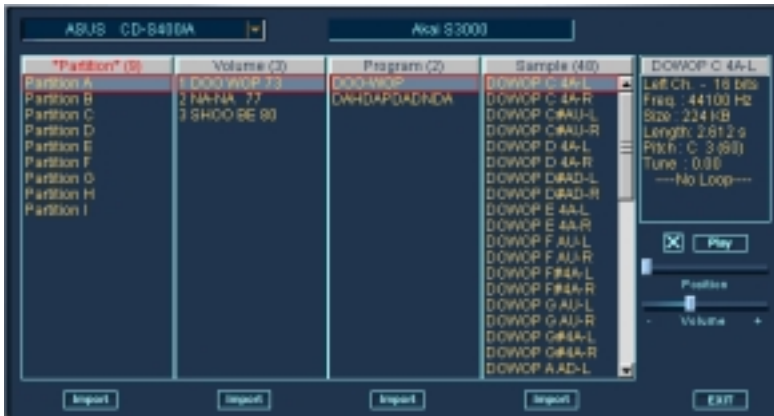 ASUS CD-S400/A
Akai S3000
"Partition" (9)
Partition A
Partition B
Partition C
Partition D
Partition E
Partition F
Partition G
Partition H
Partition I
Volume (3)
1 DOO WOP 73
2 NA-NA 77
3 SHOO BE 80
Program (2)
DOO-WOP
DAHDAPDADNDA
Sample (40)
DOWOP C 4A-L
DOWOP C 4A-R
DOWOP C#AU-L
DOWOP C#AU-R
DOWOP D 4A-L
DOWOP D 4A-R
DOWOP D#AD-L
DOWOP D#AD-R
DOWOP E 4A-L
DOWOP E 4A-R
DOWOP F AU-L
DOWOP F AU-R
DOWOP F#4A-L
DOWOP F#4A-R
DOWOP G AU-L
DOWOP G AU-R
DOWOP G#4A-L
DOWOP G#4A-R
DOWOP A AD-L
DOWOP C 4A-L
Left Ch. - 16 bits
Freq. : 44100 Hz
Size : 224 KB
Length: 2.612 s
Pitch : C 3 (60)
Tune : 0.00
----No Loop----
Play
Position
- Volume +
Import
Import
Import
Import
EXIT